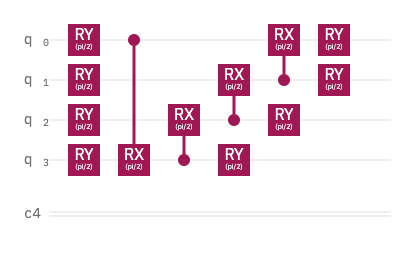 q 0 RY (pi/2) RX (pi/2) RY (pi/2)
q 1 RY (pi/2) RX (pi/2) RY (pi/2)
q 2 RY (pi/2) RX (pi/2) RY (pi/2)
q 3 RY (pi/2) RX (pi/2) RY (pi/2)
c4